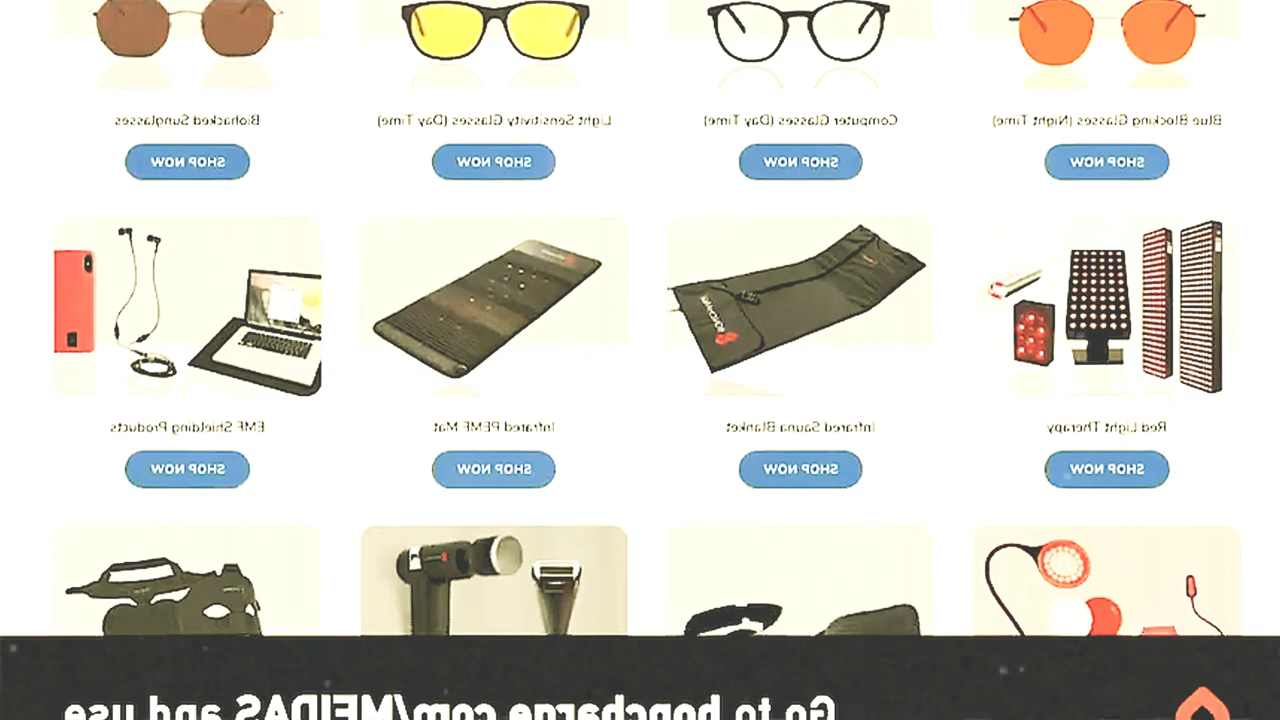 Blue Blocking Glasses (Night Time)
Computer Glasses (Day Time)
Light Sensitivity Glasses (Day Time)
Biohacked Sunglasses
SHOP NOW
SHOP NOW
SHOP NOW
SHOP NOW
Red Light Therapy
Infrared Sauna Blanket
Infrared PEMF Mat
EMF Shielding Products
SHOP NOW
SHOP NOW
SHOP NOW
SHOP NOW
Go to boncharge.com/MEIDAS and use